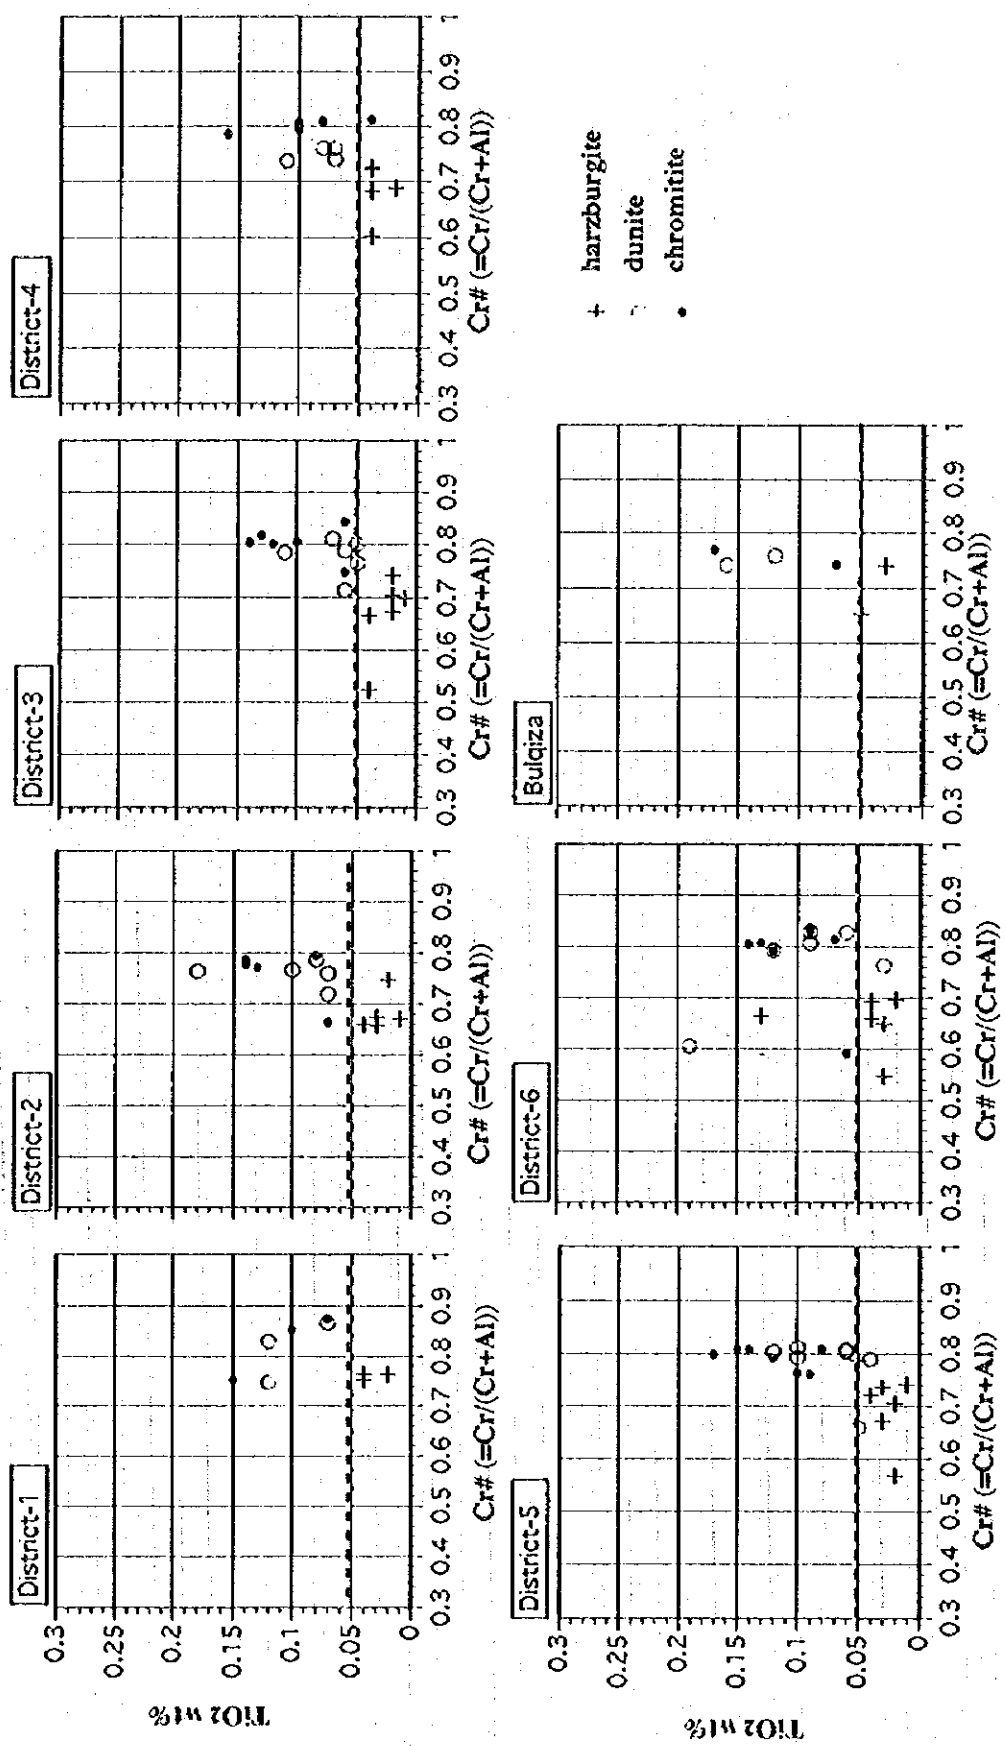 District-1
District-2
District-3
District-4
TiO2 wt%
0.3
0.25
0.2
0.15
0.1
0.05
0
0.3 0.4 0.5 0.6 0.7 0.8 0.9 1
Cr# (=Cr/(Cr+Al))
0.3 0.4 0.5 0.6 0.7 0.8 0.9 1
Cr# (=Cr/(Cr+Al))
0.3 0.4 0.5 0.6 0.7 0.8 0.9 1
Cr# (=Cr/(Cr+Al))
0.3 0.4 0.5 0.6 0.7 0.8 0.9 1
Cr# (=Cr/(Cr+Al))
District-5
District-6
Bulqiza
TiO2 wt%
0.3
0.25
0.2
0.15
0.1
0.05
0
0.3 0.4 0.5 0.6 0.7 0.8 0.9 1
Cr# (=Cr/(Cr+Al))
0.3 0.4 0.5 0.6 0.7 0.8 0.9 1
Cr# (=Cr/(Cr+Al))
0.3 0.4 0.5 0.6 0.7 0.8 0.9 1
Cr# (=Cr/(Cr+Al))
harzburgite
dunite
chromitite